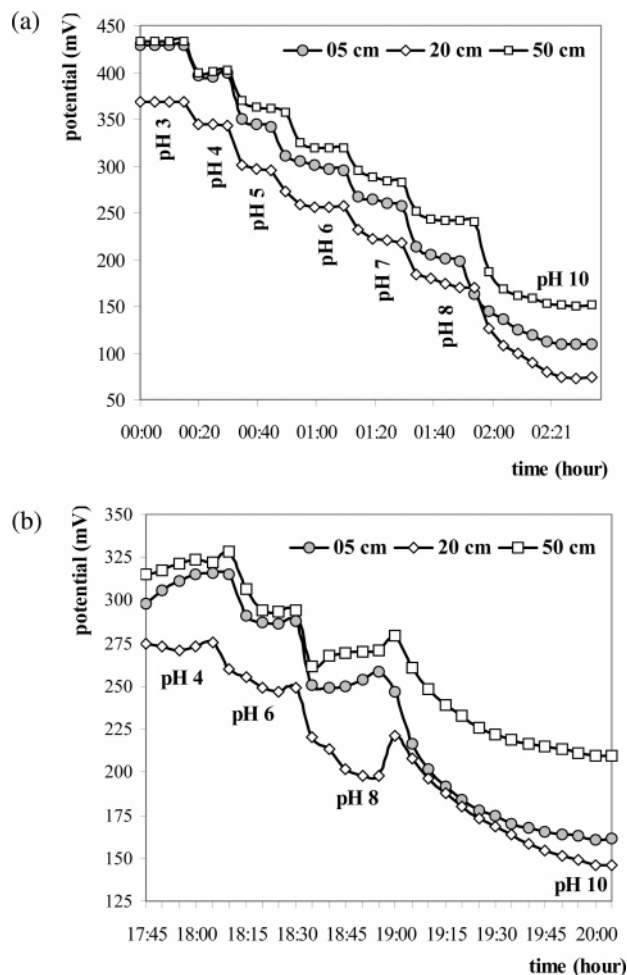 (a)
potential (mV)
450
400
350
300
250
200
150
100
50
05 cm 20 cm 50 cm
pH 3
pH 4
pH 5
pH 6
pH 7
pH 8
pH 10
00:00 00:20 00:40 01:00 01:20 01:40 02:00 02:21
time (hour)
(b)
potential (mV)
350
325
300
275
250
225
200
175
150
125
05 cm 20 cm 50 cm
pH 4
pH 6
pH 8
pH 10
17:45 18:00 18:15 18:30 18:45 19:00 19:15 19:30 19:45 20:00
time (hour)